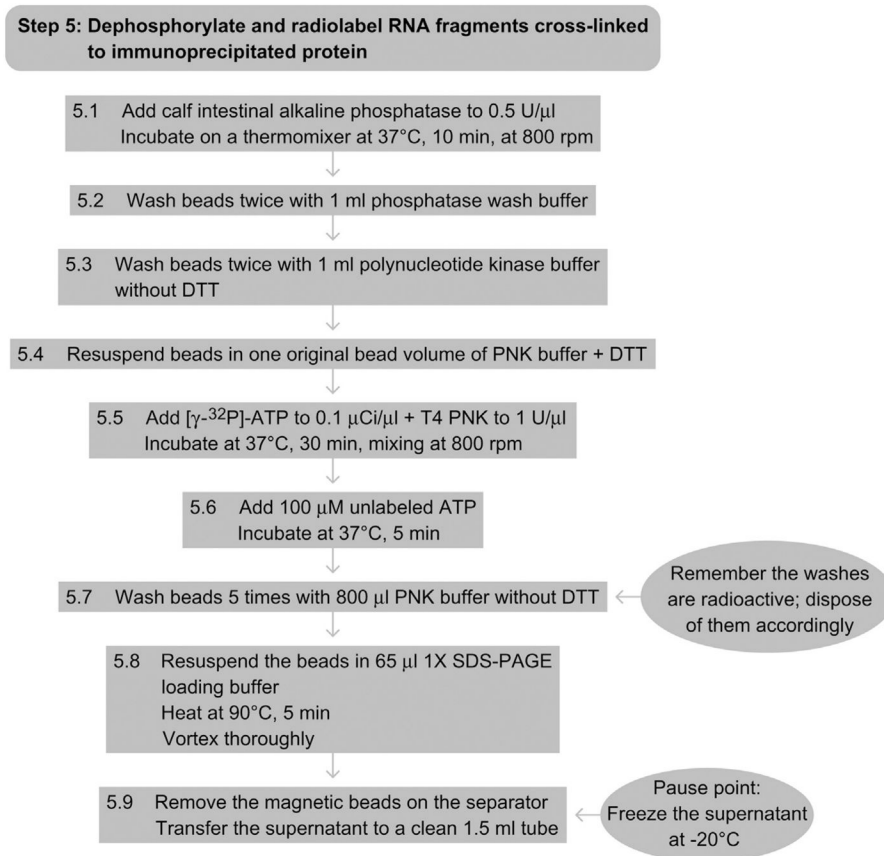 Step 5: Dephosphorylate and radiolabel RNA fragments cross-linked
to immunoprecipitated protein
5.1 Add calf intestinal alkaline phosphatase to 0.5 U/μl
Incubate on a thermomixer at 37°C, 10 min, at 800 rpm
5.2 Wash beads twice with 1 ml phosphatase wash buffer
5.3 Wash beads twice with 1 ml polynucleotide kinase buffer
without DTT
5.4 Resuspend beads in one original bead volume of PNK buffer + DTT
5.5 Add [γ-³²P]-ATP to 0.1 μCi/μl + T4 PNK to 1 U/μl
Incubate at 37°C, 30 min, mixing at 800 rpm
5.6 Add 100 μM unlabeled ATP
Incubate at 37°C, 5 min
5.7 Wash beads 5 times with 800 μl PNK buffer without DTT
Remember the washes
are radioactive; dispose
of them accordingly
5.8 Resuspend the beads in 65 μl 1X SDS-PAGE
loading buffer
Heat at 90°C, 5 min
Vortex thoroughly
5.9 Remove the magnetic beads on the separator
Transfer the supernatant to a clean 1.5 ml tube
Pause point:
Freeze the supernatant
at -20°C